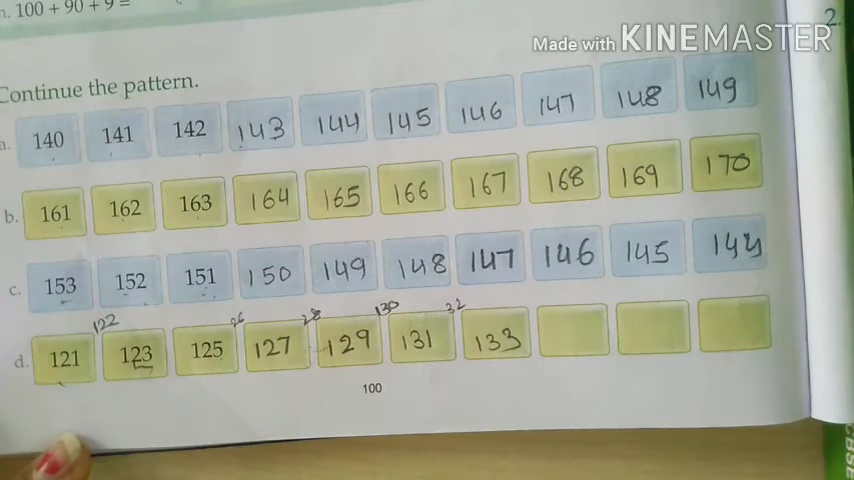 n. 100 + 90 + 9 =
2
Made with KINEMASTER
Continue the pattern.
a. 140 141 142 143 144 145 146 147 148 149
b. 161 162 163 164 165 166 167 168 169 170
c. 153 152 151 150 149 148 147 146 145 144
122 26 28 130 32
d. 121 123 125 127 129 131 133
100
CBSE